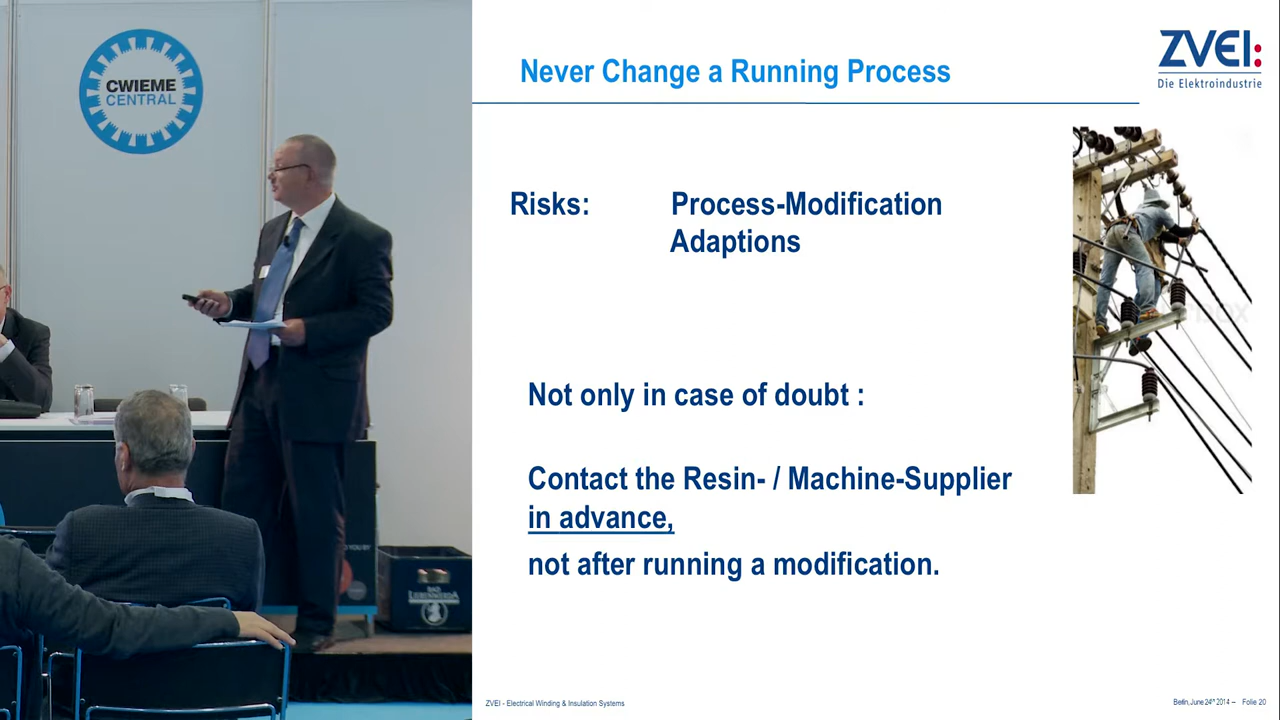 CWIEME
CENTRAL
Never Change a Running Process
ZVEI:
Die Elektroindustrie
Risks: Process-Modification
Adaptions
Not only in case of doubt :
Contact the Resin- / Machine-Supplier
in advance,
not after running a modification.
BAD
LIEBENWERDA
ZVEI - Electrical Winding & Insulation Systems
Berlin, June 24th 2014 – Folie 20